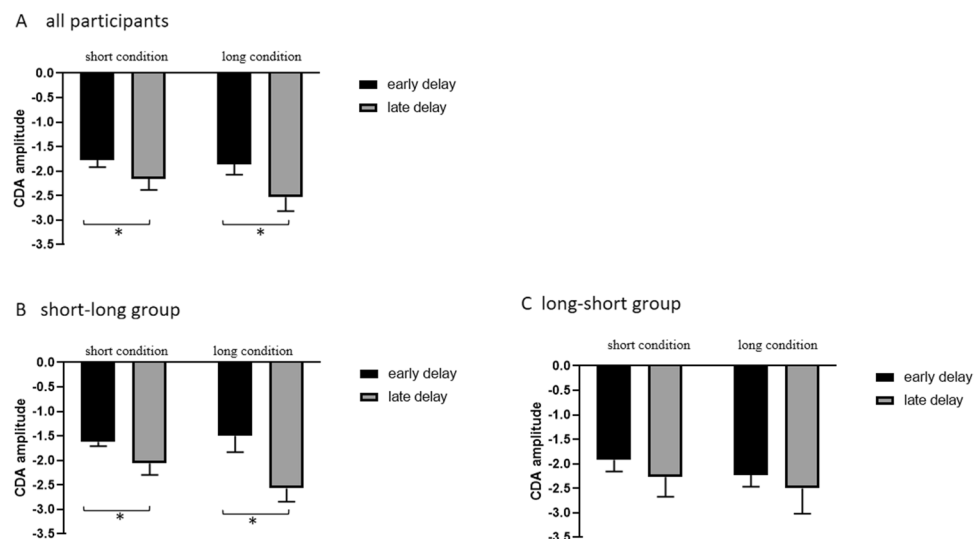 A all participants
short condition long condition
0.0
-0.5
-1.0
-1.5
-2.0
-2.5
-3.0
-3.5
CDA amplitude
* *
early delay
late delay
B short-long group
short condition long condition
0.0
-0.5
-1.0
-1.5
-2.0
-2.5
-3.0
-3.5
CDA amplitude
* *
early delay
late delay
C long-short group
short condition long condition
0.0
-0.5
-1.0
-1.5
-2.0
-2.5
-3.0
-3.5
CDA amplitude
early delay
late delay